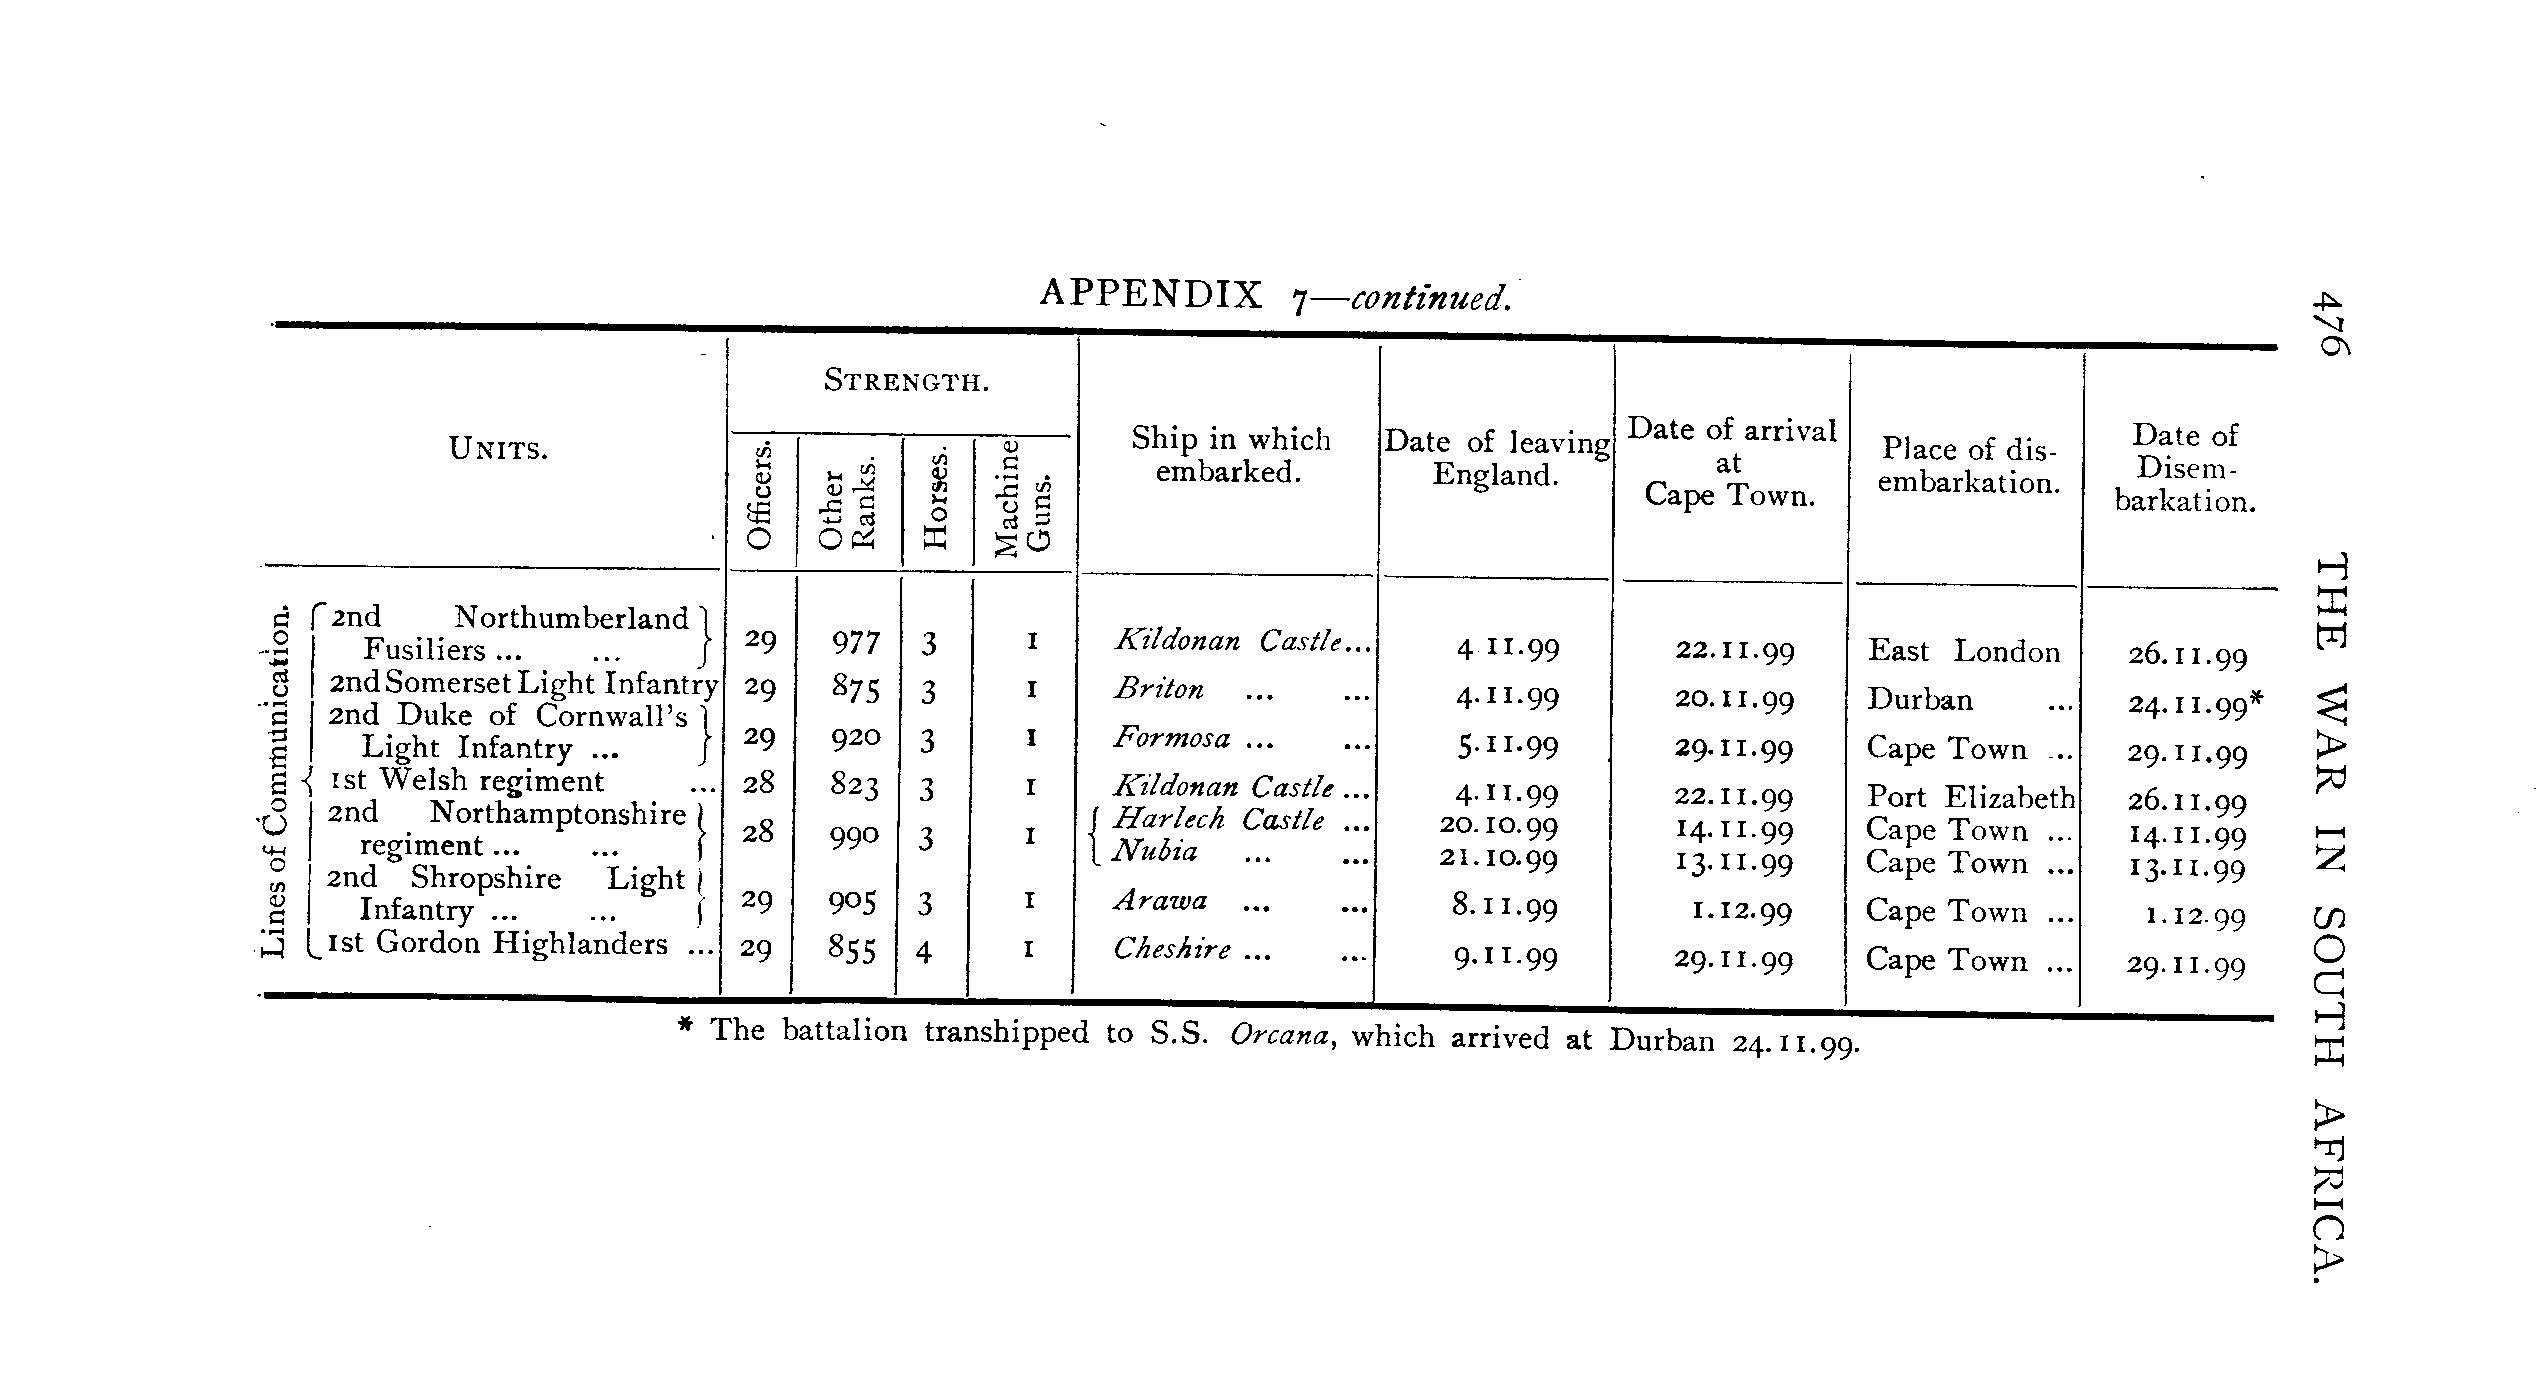 476 THE WAR IN SOUTH AFRICA.
APPENDIX 7—continued.
UNITS.
STRENGTH.
Officers.
Other Ranks.
Horses.
Machine Guns.
Ship in which
embarked.
Date of leaving
England.
Date of arrival
at
Cape Town.
Place of dis-
embarkation.
Date of
Disem-
barkation.
Lines of Communication.
2nd Northumberland
Fusiliers ... ... 29 977 3 1 Kildonan Castle... 4 11.99 22.11.99 East London 26.11.99
2nd Somerset Light Infantry 29 875 3 1 Briton ... ... 4.11.99 20.11.99 Durban ... 24.11.99*
2nd Duke of Cornwall's
Light Infantry ... 29 920 3 1 Formosa ... ... 5.11.99 29.11.99 Cape Town ... 29.11.99
1st Welsh regiment ... 28 823 3 1 Kildonan Castle ... 4.11.99 22.11.99 Port Elizabeth 26.11.99
2nd Northamptonshire Harlech Castle ... 20.10.99 14.11.99 Cape Town ... 14.11.99
regiment ... ... 28 990 3 1 Nubia ... ... 21.10.99 13.11.99 Cape Town ... 13.11.99
2nd Shropshire Light
Infantry ... ... 29 905 3 1 Arawa ... ... 8.11.99 1.12.99 Cape Town ... 1.12.99
1st Gordon Highlanders ... 29 855 4 1 Cheshire ... ... 9.11.99 29.11.99 Cape Town ... 29.11.99
* The battalion transhipped to S.S. Orcana, which arrived at Durban 24.11.99.